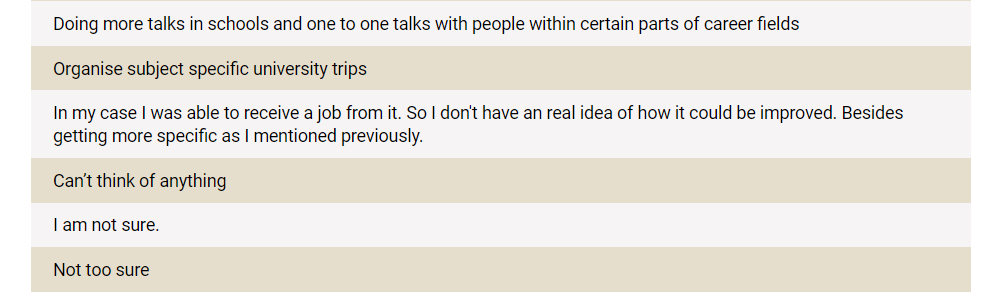 Doing more talks in schools and one to one talks with people within certain parts of career fields
Organise subject specific university trips
In my case I was able to receive a job from it. So I don't have an real idea of how it could be improved. Besides
getting more specific as I mentioned previously.
Can’t think of anything
I am not sure.
Not too sure